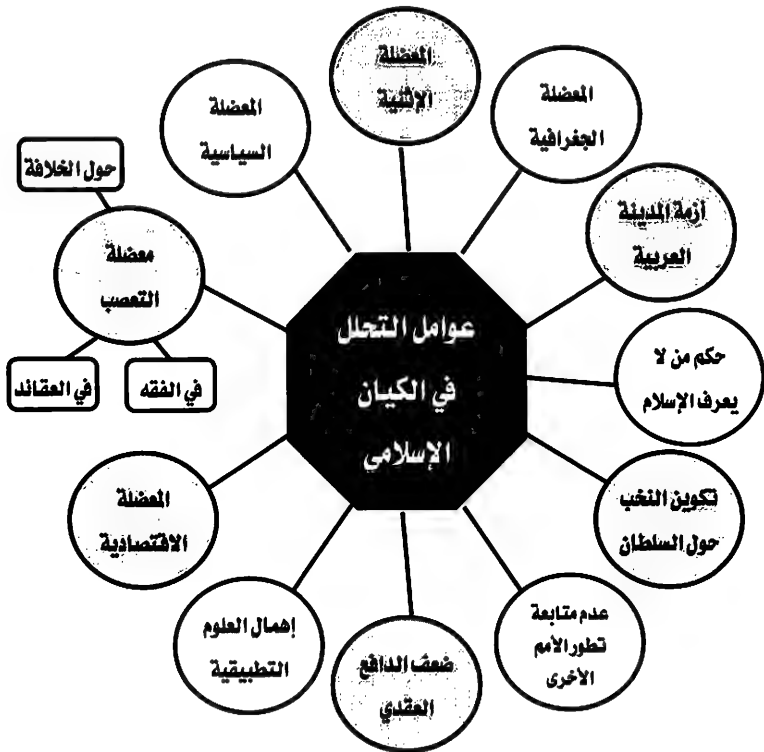 المعضلة
الإثنية
المعضلة
الجغرافية
أزمة المدينة
العربية
حكم من لا
يعرف الإسلام
تكوين النخب
حول السلطان
عدم متابعة
تطور الأمم
الأخرى
ضعف الدافع
العقدي
إهمال العلوم
التطبيقية
المعضلة
الاقتصادية
معضلة
التعصب
حول الخلافة
في الفقه
في العقائد
المعضلة
السياسية
عوامل التحلل
في الكيان
الإسلامي